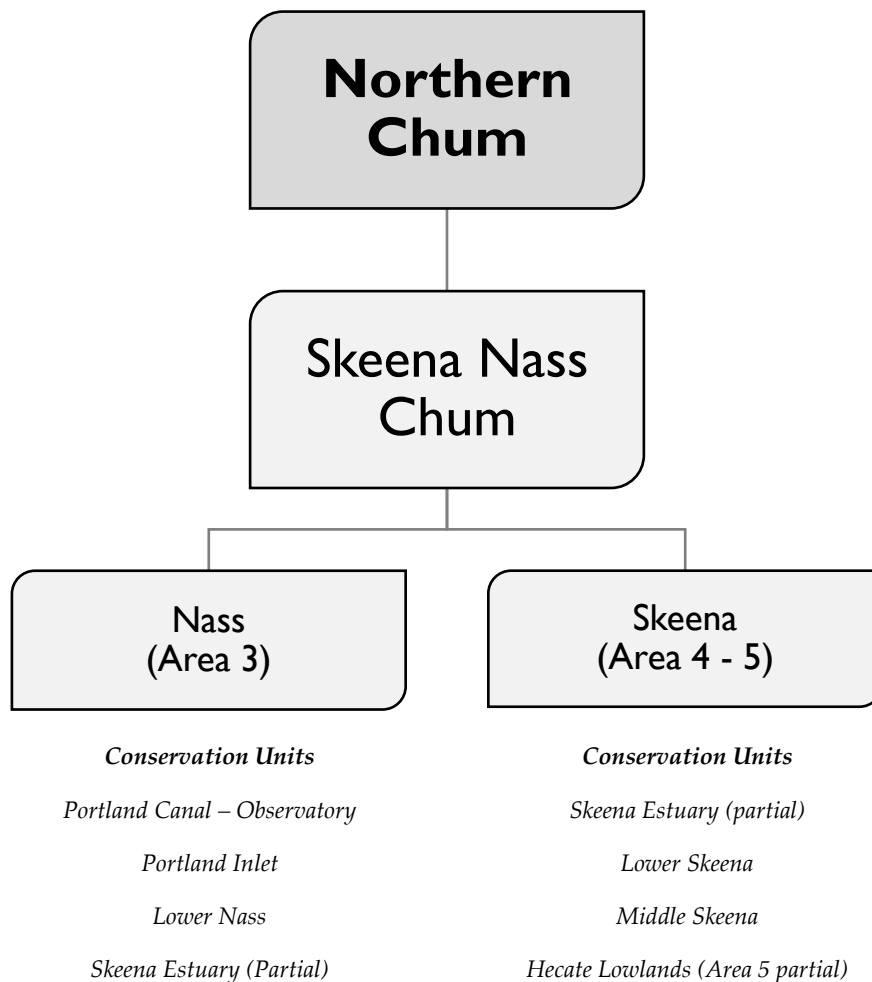 Northern
Chum
Skeena Nass
Chum
Nass
(Area 3)
Skeena
(Area 4 - 5)
Conservation Units
Portland Canal – Observatory
Portland Inlet
Lower Nass
Skeena Estuary (Partial)
Conservation Units
Skeena Estuary (partial)
Lower Skeena
Middle Skeena
Hecate Lowlands (Area 5 partial)